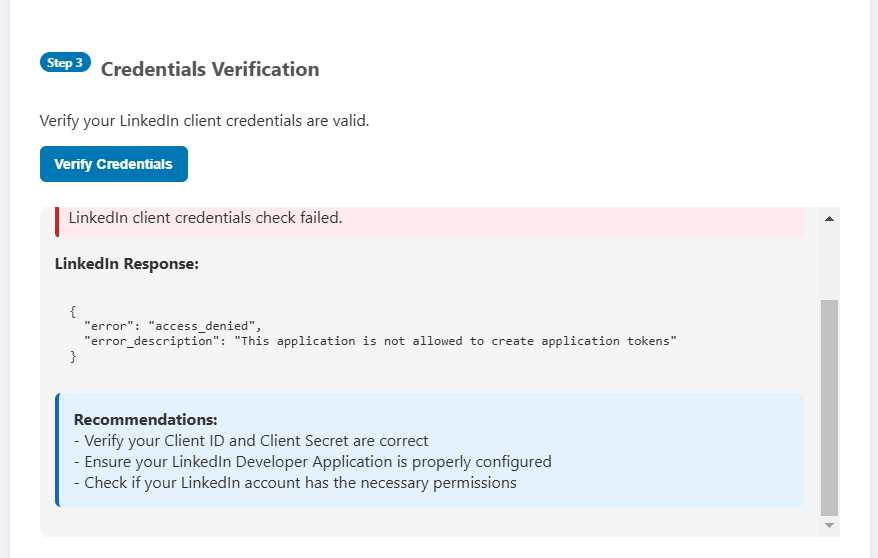 Step 3
Credentials Verification
Verify your LinkedIn client credentials are valid.
Verify Credentials
LinkedIn client credentials check failed.
LinkedIn Response:
{
  "error": "access_denied",
  "error_description": "This application is not allowed to create application tokens"
}
Recommendations:
- Verify your Client ID and Client Secret are correct
- Ensure your LinkedIn Developer Application is properly configured
- Check if your LinkedIn account has the necessary permissions